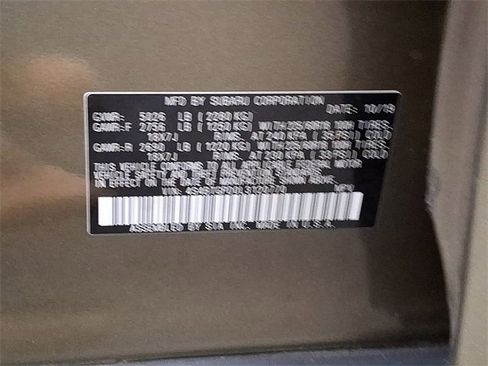 MFD BY SUBARU CORPORATION
DATE: 10/19
GVWR: 5026 LB ( 2280 KG)
GAWR:F 2756 LB ( 1250 KG) WITH 225/60R18 100H TIRES,
18X7J RIMS, AT 240 KPA ( 35 PSI) COLD
GAWR:R 2690 LB ( 1220 KG) WITH 225/60R18 100H TIRES,
18X7J RIMS, AT 230 KPA ( 33 PSI) COLD
THIS VEHICLE CONFORMS TO ALL APPLICABLE FEDERAL MOTOR
VEHICLE SAFETY AND THEFT PREVENTION STANDARDS
IN EFFECT ON THE DATE OF MANUFACTURE SHOWN ABOVE.
MPV
ASSEMBLED BY SIA INC. MADE IN U.S.A.